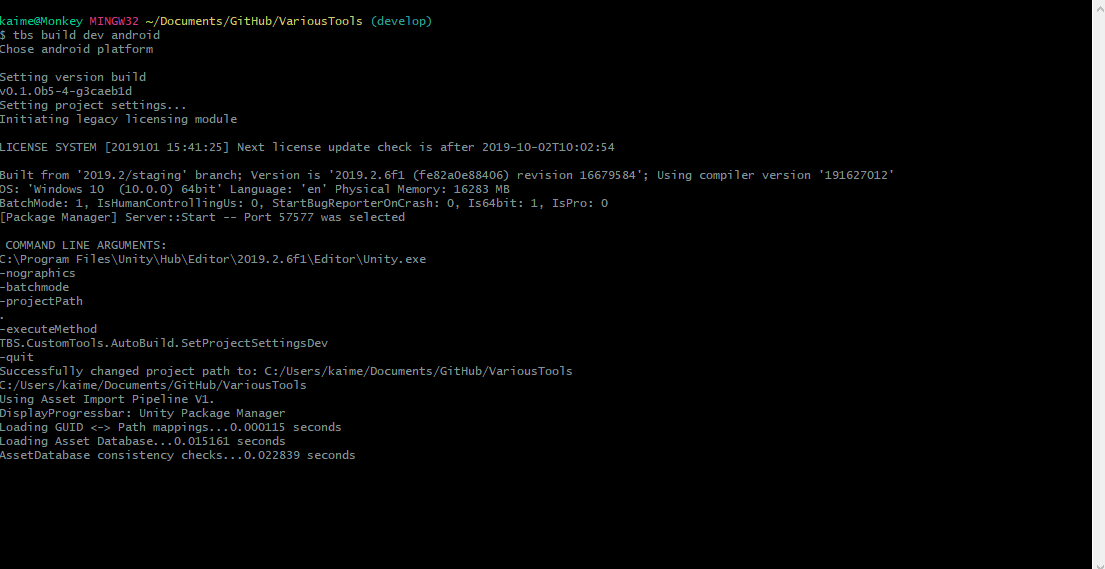 kaime@Monkey MINGW32 ~/Documents/GitHub/VariousTools (develop)
$ tbs build dev android
Chose android platform
Setting version build
v0.1.0b5-4-g3caeb1d
Setting project settings...
Initiating legacy licensing module
LICENSE SYSTEM [2019101 15:41:25] Next license update check is after 2019-10-02T10:02:54
Built from '2019.2/staging' branch; Version is '2019.2.6f1 (fe82a0e88406) revision 16679584'; Using compiler version '191627012'
OS: 'Windows 10  (10.0.0) 64bit' Language: 'en' Physical Memory: 16283 MB
BatchMode: 1, IsHumanControllingUs: 0, StartBugReporterOnCrash: 0, Is64bit: 1, IsPro: 0
[Package Manager] Server::Start -- Port 57577 was selected
COMMAND LINE ARGUMENTS:
C:\Program Files\Unity\Hub\Editor\2019.2.6f1\Editor\Unity.exe
-nographics
-batchmode
-projectPath
.
-executeMethod
TBS.CustomTools.AutoBuild.SetProjectSettingsDev
-quit
Successfully changed project path to: C:/Users/kaime/Documents/GitHub/VariousTools
C:/Users/kaime/Documents/GitHub/VariousTools
Using Asset Import Pipeline V1.
DisplayProgressbar: Unity Package Manager
Loading GUID <-> Path mappings...0.000115 seconds
Loading Asset Database...0.015161 seconds
AssetDatabase consistency checks...0.022839 seconds